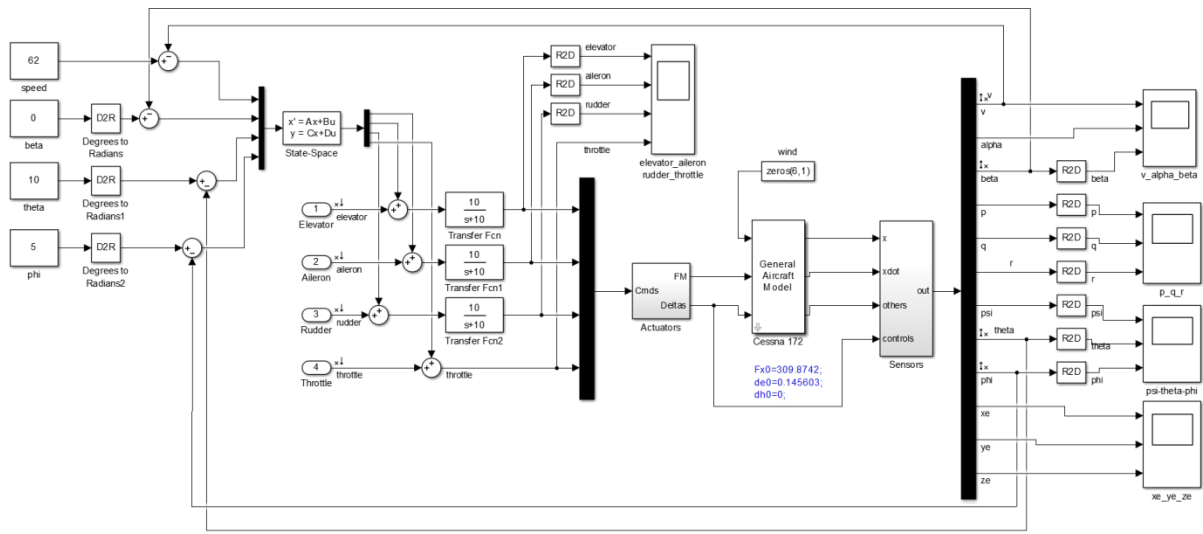 62
speed
0
beta
D2R
Degrees to
Radians
10
theta
D2R
Degrees to
Radians1
5
phi
D2R
Degrees to
Radians2
x' = Ax+Bu
y = Cx+Du
State-Space
1
Elevator
elevator
2
Aileron
aileron
3
Rudder
rudder
4
Throttle
throttle
throttle
10
s+10
Transfer Fcn
10
s+10
Transfer Fcn1
10
s+10
Transfer Fcn2
R2D
elevator
R2D
aileron
R2D
rudder
throttle
elevator_aileron
rudder_throttle
Cmds
FM
Deltas
Actuators
wind
zeros(6,1)
General
Aircraft
Model
Cessna 172
Fx0=309.8742;
de0=0.145603;
dh0=0;
x
xdot
others
controls
out
Sensors
v
v
alpha
beta
R2D
beta
v_alpha_beta
p
R2D
p
q
R2D
q
r
R2D
r
p_q_r
psi
R2D
psi
theta
R2D
theta
phi
R2D
phi
psi-theta-phi
xe
ye
ze
xe_ye_ze